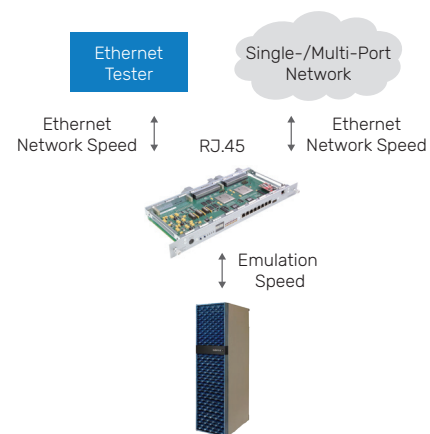 Ethernet
Tester
Single-/Multi-Port
Network
Ethernet
Network Speed
RJ.45
Ethernet
Network Speed
Emulation
Speed